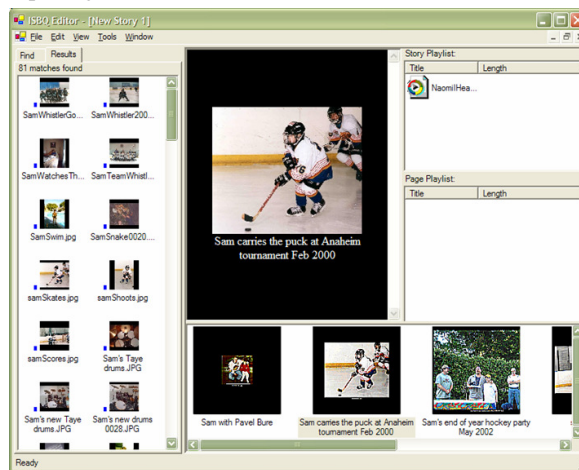 ISBO Editor - [New Story 1]
File Edit View Tools Window
Find Results
81 matches found
SamWhistlerGo... SamWhistler200...
SamWatchesTh... SamTeamWhistl...
SamSwim.jpg SamSnake0020....
samSkates.jpg samShoots.jpg
samScores.jpg Sam's Taye
drums.JPG
Sam's new Taye Sam's new drums
drums.JPG 0028.JPG
Sam carries the puck at Anaheim
tournament Feb 2000
Story Playlist:
Title Length
NaomiIHea...
Page Playlist:
Title Length
Sam with Pavel Bure
Sam carries the puck at Anaheim
tournament Feb 2000
Sam's end of year hockey party
May 2002
Ready